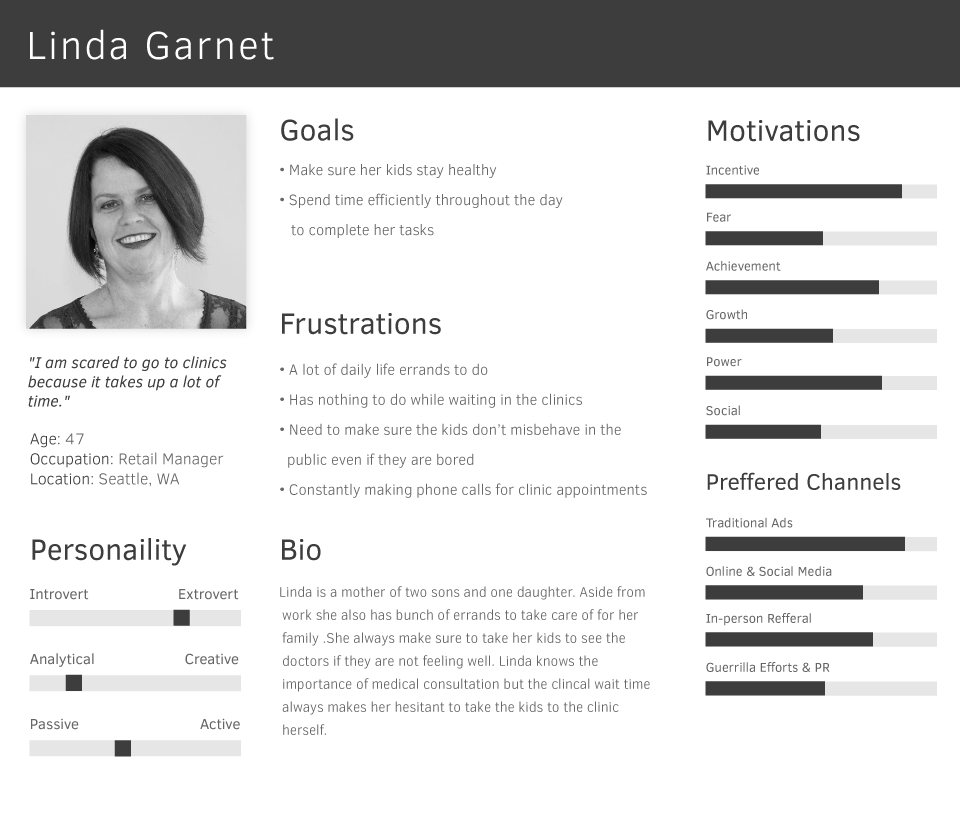 Linda Garnet
"I am scared to go to clinics
because it takes up a lot of
time."
Age: 47
Occupation: Retail Manager
Location: Seattle, WA
Personaility
Introvert Extrovert
Analytical Creative
Passive Active
Goals
• Make sure her kids stay healthy
• Spend time efficiently throughout the day
to complete her tasks
Frustrations
• A lot of daily life errands to do
• Has nothing to do while waiting in the clinics
• Need to make sure the kids don't misbehave in the
public even if they are bored
• Constantly making phone calls for clinic appointments
Bio
Linda is a mother of two sons and one daughter. Aside from
work she also has bunch of errands to take care of for her
family .She always make sure to take her kids to see the
doctors if they are not feeling well. Linda knows the
importance of medical consultation but the clincal wait time
always makes her hesitant to take the kids to the clinic
herself.
Motivations
Incentive
Fear
Achievement
Growth
Power
Social
Preffered Channels
Traditional Ads
Online & Social Media
In-person Refferal
Guerrilla Efforts & PR